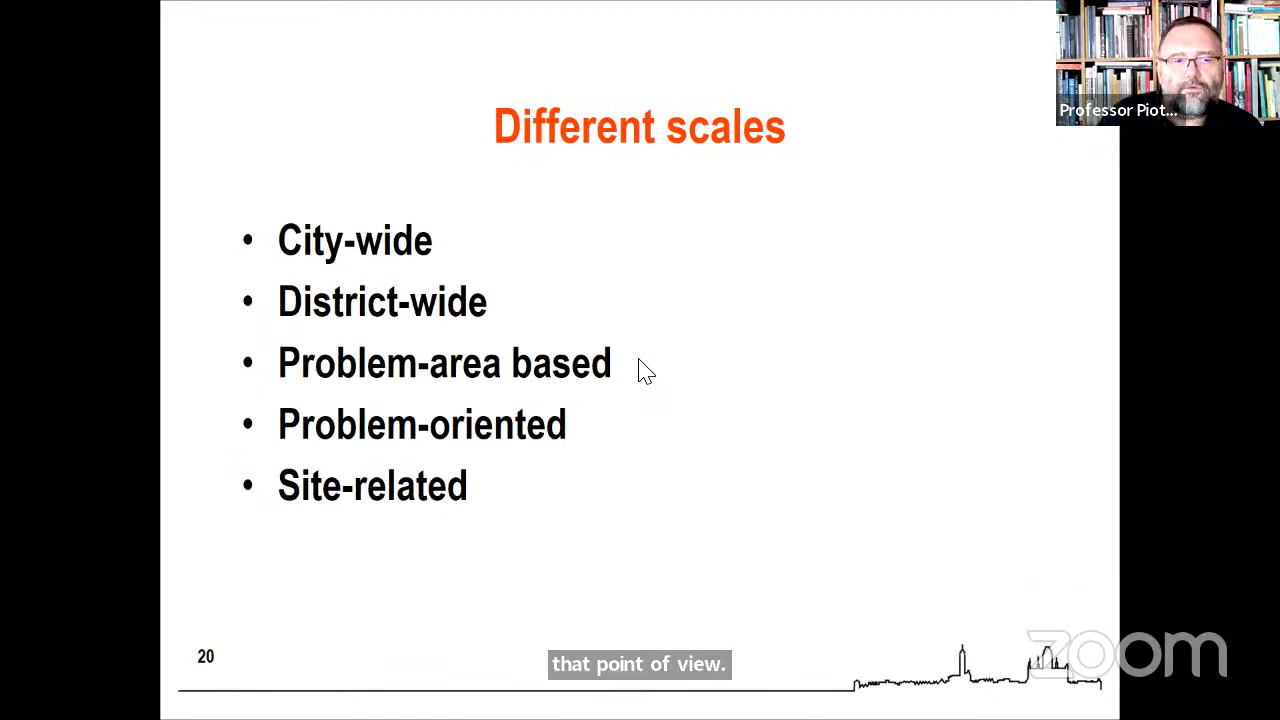 Professor Piot...
Different scales
• City-wide
• District-wide
• Problem-area based
• Problem-oriented
• Site-related
20
that point of view.
zoom